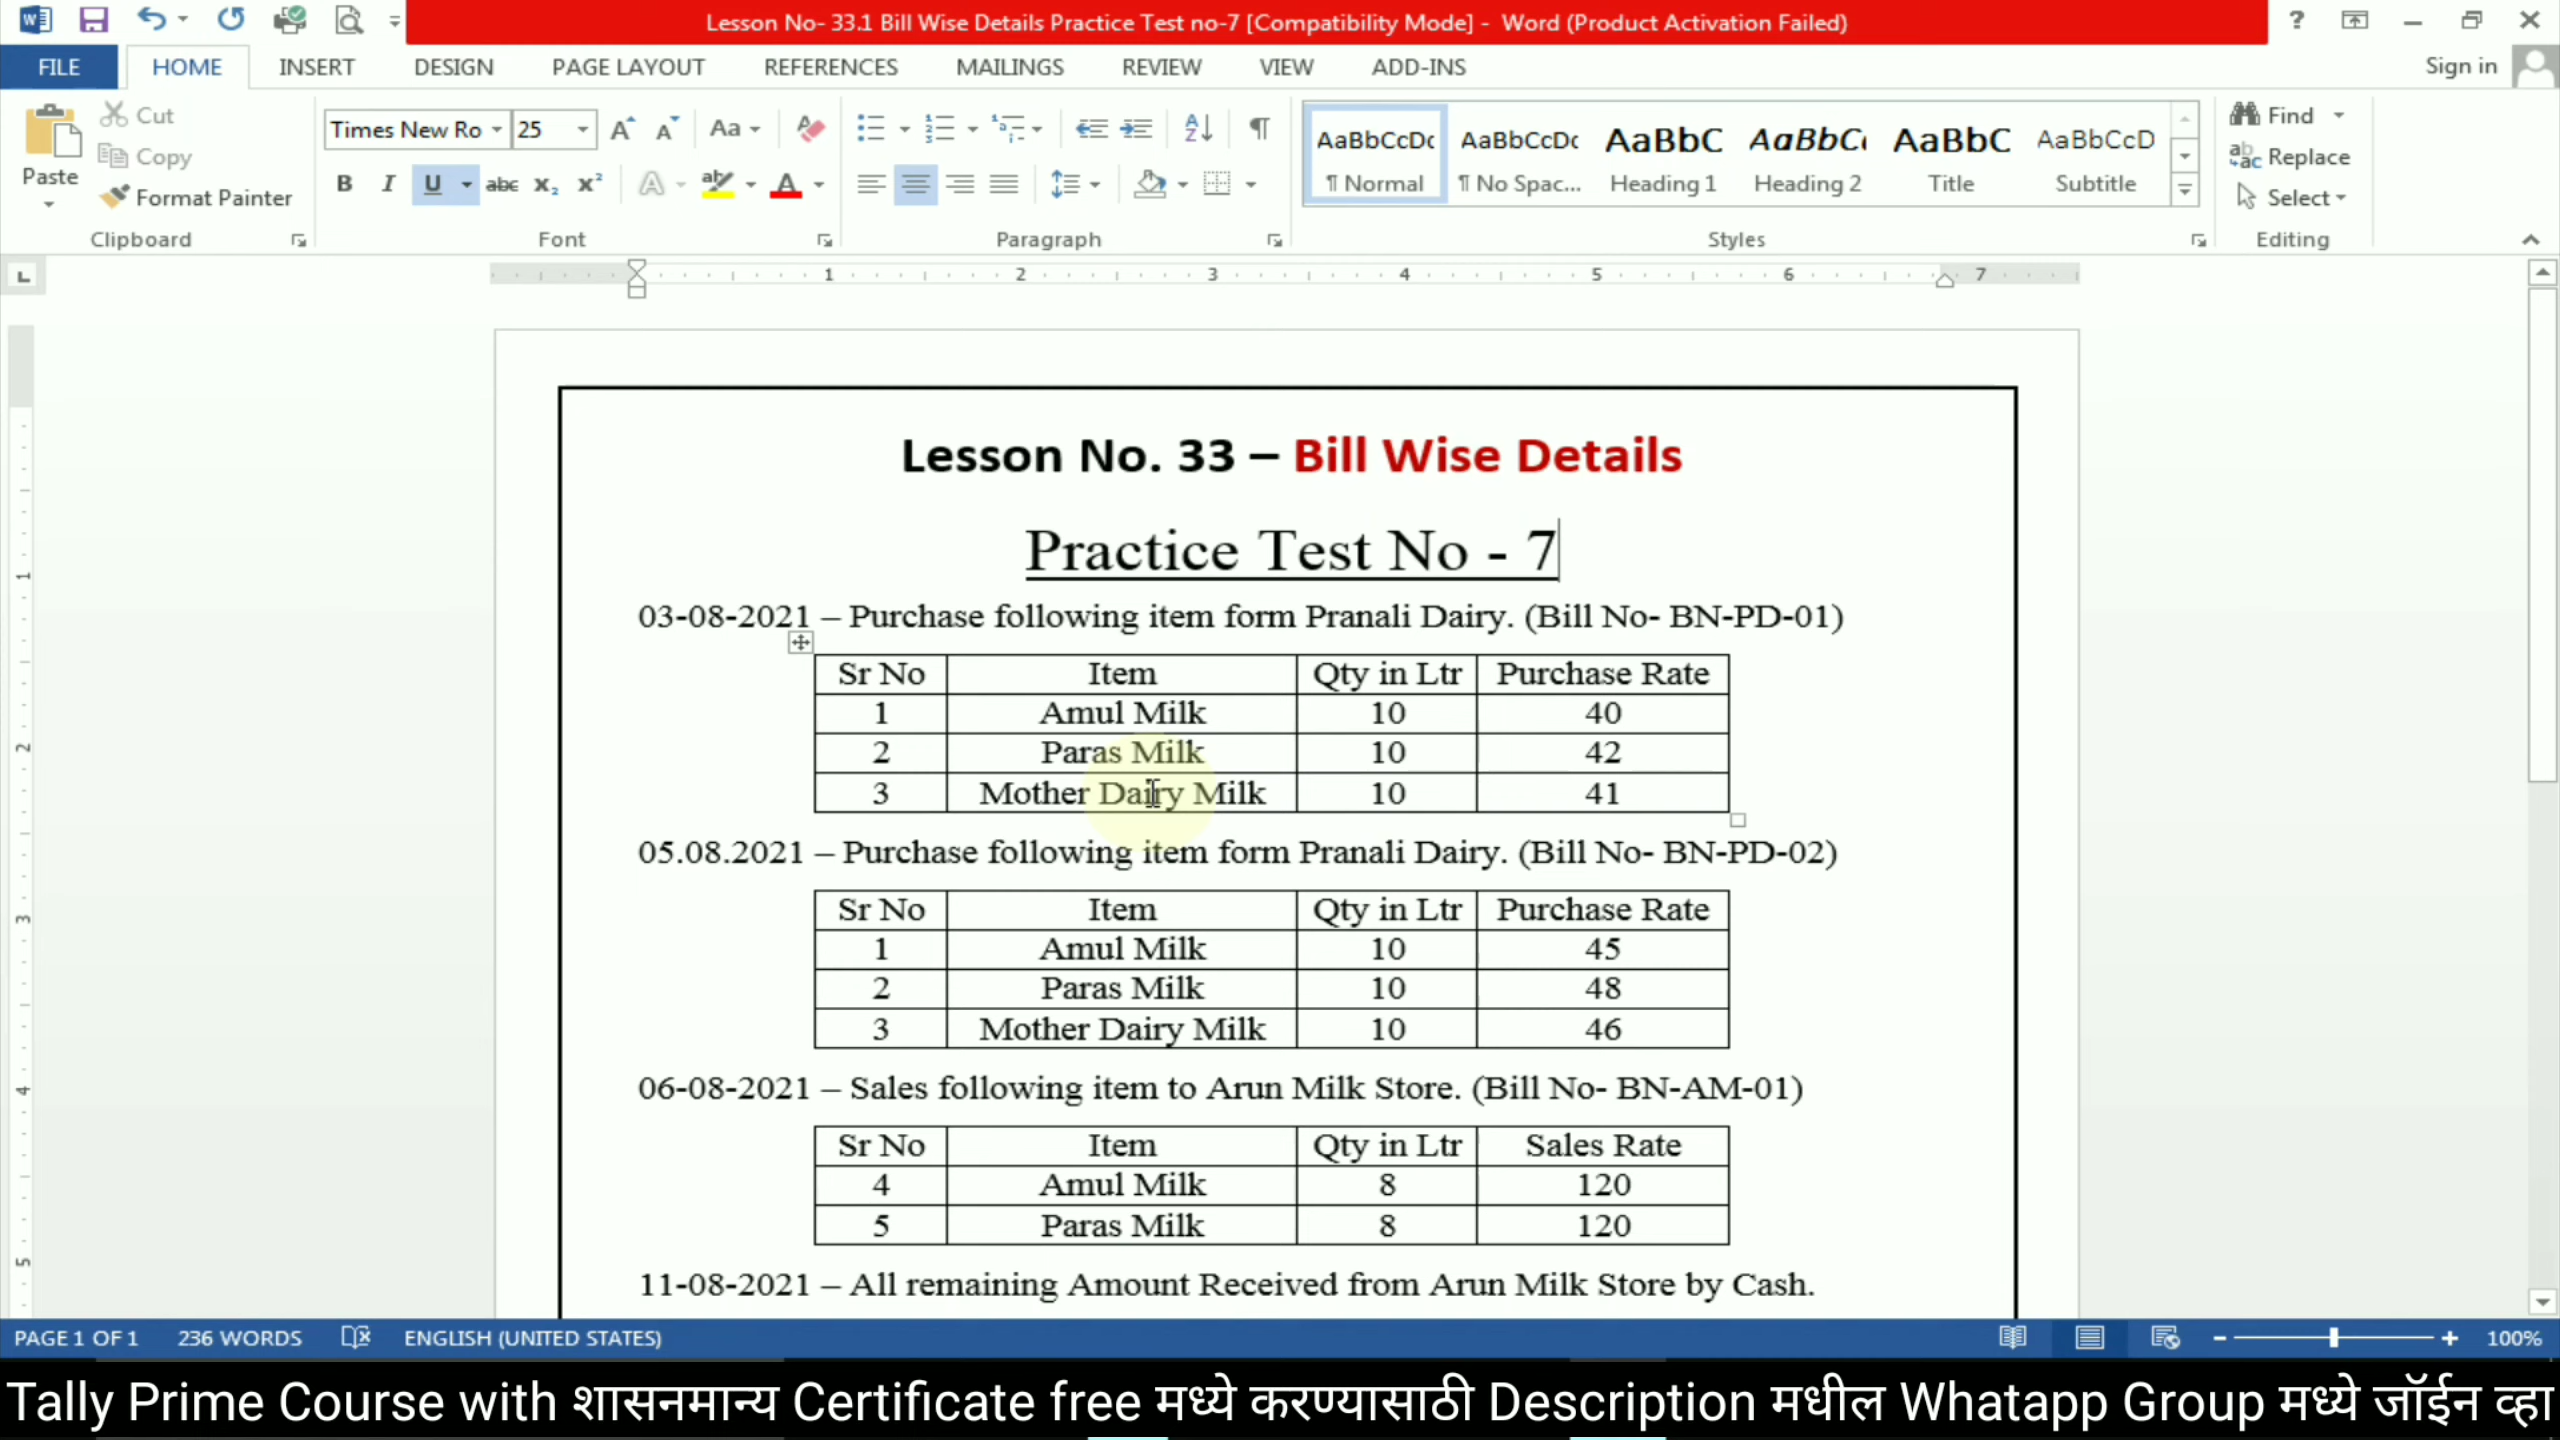 Lesson No- 33.1 Bill Wise Details Practice Test no-7 [Compatibility Mode] - Word (Product Activation Failed)
FILE HOME INSERT DESIGN PAGE LAYOUT REFERENCES MAILINGS REVIEW VIEW ADD-INS Sign in
Paste
Cut
Copy
Format Painter
Clipboard
Times New Ro 25
Font
Paragraph
AaBbCcDc AaBbCcDc AaBbC AaBbCc AaBbC AaBbCcD
¶ Normal ¶ No Spac... Heading 1 Heading 2 Title Subtitle
Styles
Find
Replace
Select
Editing
1 2 3 4 5 6 7
Lesson No. 33 – Bill Wise Details
Practice Test No - 7
03-08-2021 – Purchase following item form Pranali Dairy. (Bill No- BN-PD-01)
Sr No Item Qty in Ltr Purchase Rate
1 Amul Milk 10 40
2 Paras Milk 10 42
3 Mother Dairy Milk 10 41
05.08.2021 – Purchase following item form Pranali Dairy. (Bill No- BN-PD-02)
Sr No Item Qty in Ltr Purchase Rate
1 Amul Milk 10 45
2 Paras Milk 10 48
3 Mother Dairy Milk 10 46
06-08-2021 – Sales following item to Arun Milk Store. (Bill No- BN-AM-01)
Sr No Item Qty in Ltr Sales Rate
4 Amul Milk 8 120
5 Paras Milk 8 120
11-08-2021 – All remaining Amount Received from Arun Milk Store by Cash.
PAGE 1 OF 1 236 WORDS ENGLISH (UNITED STATES) 100%
Tally Prime Course with शासनमान्य Certificate free मध्ये करण्यासाठी Description मधील Whatapp Group मध्ये जॉईन व्हा